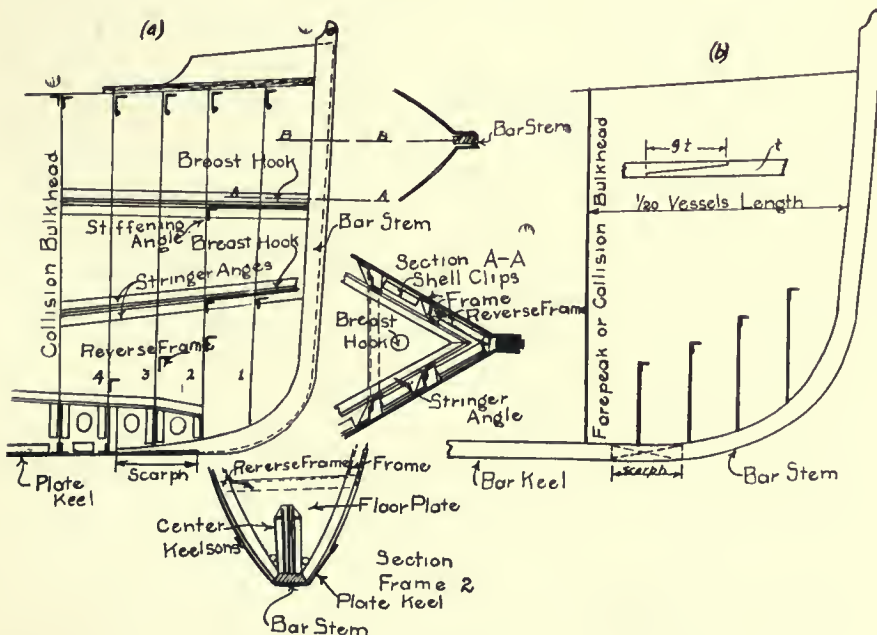 (a)
(b)
B
B
Bar Stem
Breast Hook
A
A
Stiffening
Angle
Breast Hook
Stringer Anges
Bar Stem
Collision Bulkhead
Reverse Frame
4
3
2
1
Plate
Keel
Scarph
Section A-A
Shell Clips
Frame
Reverse Frame
Breast
Hook
Stringer
Angle
Rererse Frame
Frame
Floor Plate
Center
Keelsons
Section
Frame 2
Plate Keel
Bar Stem
9t
t
1/20 Vessels Length
Forepeak or Collision Bulkhead
Bar Keel
scarph
Bar Stem